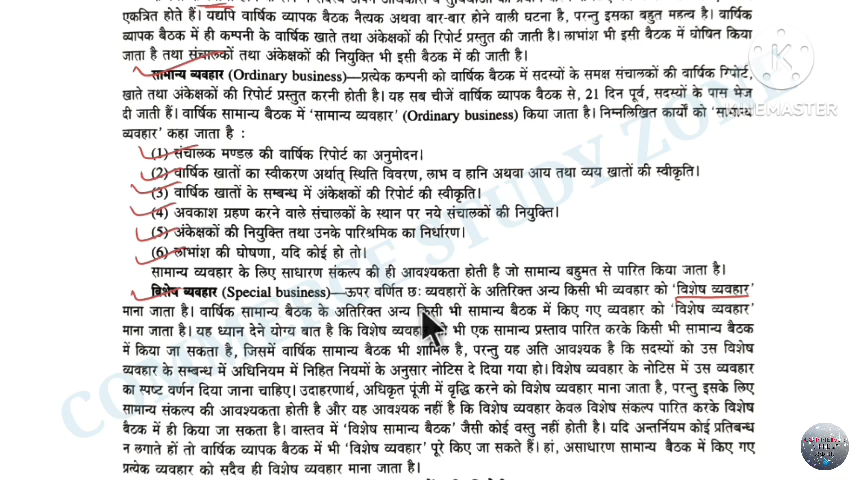 एकत्रित होते हैं। यद्यपि वार्षिक व्यापक बैठक नैत्यक अथवा बार-बार होने वाली घटना है, परन्तु इसका बहुत महत्व है। वार्षिक
व्यापक बैठक में ही कम्पनी के वार्षिक खाते तथा अंकेक्षकों की रिपोर्ट प्रस्तुत की जाती है। लाभांश भी इसी बैठक में घोषित किया
जाता है तथा संचालकों तथा अंकेक्षकों की नियुक्ति भी इसी बैठक में की जाती है।
सामान्य व्यवहार (Ordinary business)—प्रत्येक कम्पनी को वार्षिक बैठक में सदस्यों के समक्ष संचालकों की वार्षिक रिपोर्ट,
खाते तथा अंकेक्षकों की रिपोर्ट प्रस्तुत करनी होती है। यह सब चीजें वार्षिक व्यापक बैठक से, 21 दिन पूर्व, सदस्यों के पास भेज
दी जाती हैं। वार्षिक सामान्य बैठक में 'सामान्य व्यवहार' (Ordinary business) किया जाता है। निम्नलिखित कार्यों को 'सामान्य
व्यवहार' कहा जाता है :
(1) संचालक मण्डल की वार्षिक रिपोर्ट का अनुमोदन।
(2) वार्षिक खातों का स्वीकरण अर्थात् स्थिति विवरण, लाभ व हानि अथवा आय तथा व्यय खातों की स्वीकृति।
(3) वार्षिक खातों के सम्बन्ध में अंकेक्षकों की रिपोर्ट की स्वीकृति।
(4) अवकाश ग्रहण करने वाले संचालकों के स्थान पर नये संचालकों की नियुक्ति।
(5) अंकेक्षकों की नियुक्ति तथा उनके पारिश्रमिक का निर्धारण।
(6) लाभांश की घोषणा, यदि कोई हो तो।
सामान्य व्यवहार के लिए साधारण संकल्प की ही आवश्यकता होती है जो सामान्य बहुमत से पारित किया जाता है।
विशेष व्यवहार (Special business)—ऊपर वर्णित छः व्यवहारों के अतिरिक्त अन्य किसी भी व्यवहार को 'विशेष व्यवहार'
माना जाता है। वार्षिक सामान्य बैठक के अतिरिक्त अन्य किसी भी सामान्य बैठक में किए गए व्यवहार को 'विशेष व्यवहार'
माना जाता है। यह ध्यान देने योग्य बात है कि विशेष भी एक सामान्य प्रस्ताव पारित करके किसी भी सामान्य बैठक
में किया जा सकता है, जिसमें वार्षिक सामान्य बैठक भी शामिल है, परन्तु यह अति आवश्यक है कि सदस्यों को उस विशेष
व्यवहार के सम्बन्ध में अधिनियम में निहित नियमों के अनुसार नोटिस दे दिया गया हो। विशेष व्यवहार के नोटिस में उस व्यवहार
का स्पष्ट वर्णन दिया जाना चाहिए। उदाहरणार्थ, अधिकृत पूंजी में वृद्धि करने को विशेष व्यवहार माना जाता है, परन्तु इसके लिए
सामान्य संकल्प की आवश्यकता होती है और यह आवश्यक नहीं है कि विशेष व्यवहार केवल विशेष संकल्प पारित करके विशेष
बैठक में ही किया जा सकता है। वास्तव में 'विशेष सामान्य बैठक' जैसी कोई वस्तु नहीं होती है। यदि अन्तर्नियम कोई प्रतिबन्ध
न लगाते हों तो वार्षिक व्यापक बैठक में भी 'विशेष व्यवहार' पूरे किए जा सकते हैं। हां, असाधारण सामान्य बैठक में किए गए
प्रत्येक व्यवहार को सदैव ही विशेष व्यवहार माना जाता है।
COMMERCE STUDY ZONE
KINEMASTER